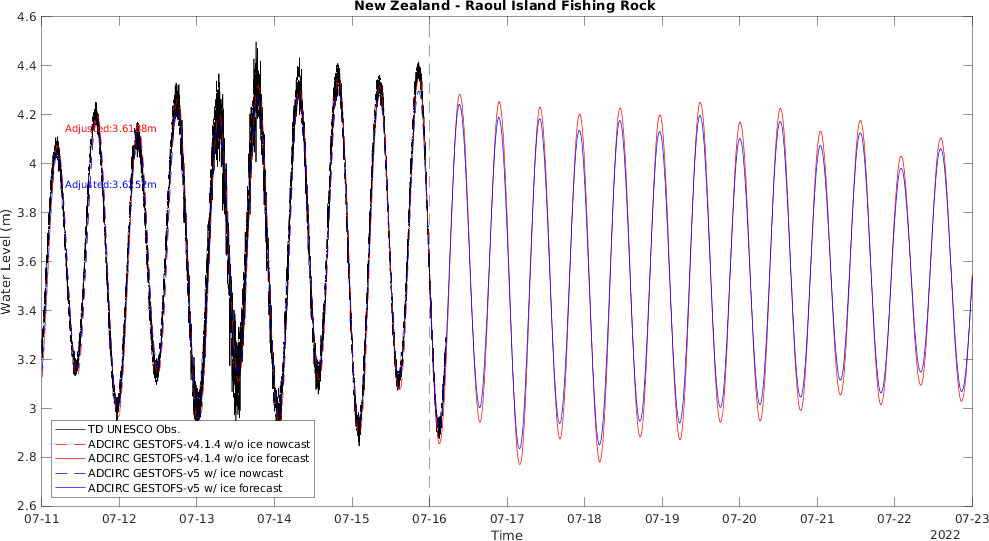 New Zealand - Raoul Island Fishing Rock
4.6
4.4
4.2
4
3.8
3.6
3.4
3.2
3
2.8
2.6
Water Level (m)
Adjusted:3.6188m
Adjusted:3.6252m
TD UNESCO Obs.
ADCIRC GESTOFS-v4.1.4 w/o ice nowcast
ADCIRC GESTOFS-v4.1.4 w/o ice forecast
ADCIRC GESTOFS-v5 w/ ice nowcast
ADCIRC GESTOFS-v5 w/ ice forecast
07-11 07-12 07-13 07-14 07-15 07-16 07-17 07-18 07-19 07-20 07-21 07-22 07-23
Time
2022